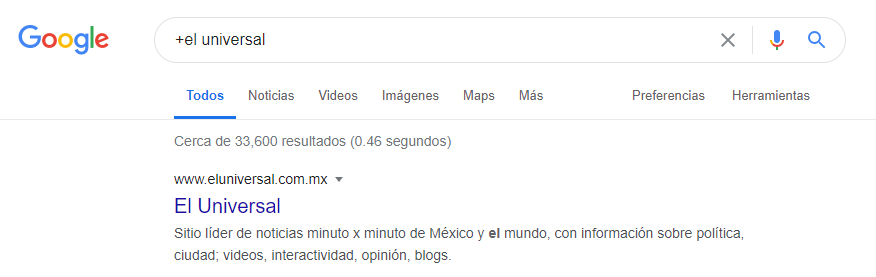 Google
+el universal
Todos Noticias Videos Imágenes Maps Más Preferencias Herramientas
Cerca de 33,600 resultados (0.46 segundos)
www.eluniversal.com.mx
El Universal
Sitio líder de noticias minuto x minuto de México y el mundo, con información sobre política,
ciudad; videos, interactividad, opinión, blogs.